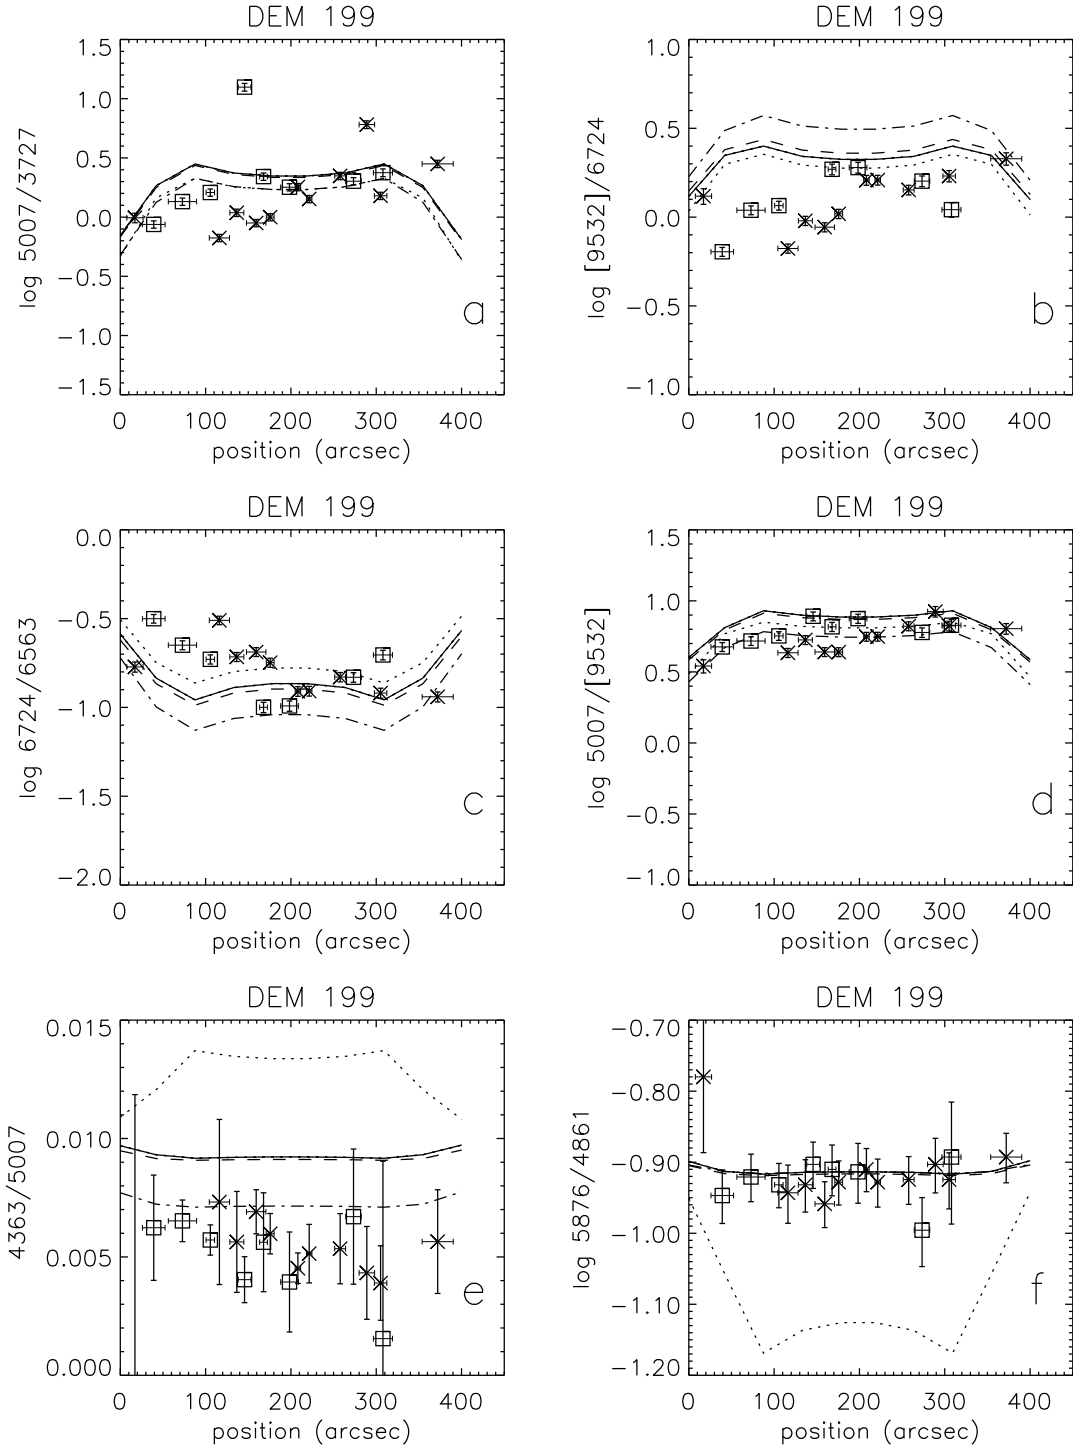 DEM 199
DEM 199
1.5
1.0
0.5
0.0
−0.5
−1.0
−1.5
log 5007/3727
a
0 100 200 300 400
position (arcsec)
1.0
0.5
0.0
−0.5
−1.0
log [9532]/6724
b
0 100 200 300 400
position (arcsec)
DEM 199
DEM 199
0.0
−0.5
−1.0
−1.5
−2.0
log 6724/6563
c
0 100 200 300 400
position (arcsec)
1.5
1.0
0.5
0.0
−0.5
−1.0
log 5007/[9532]
d
0 100 200 300 400
position (arcsec)
DEM 199
DEM 199
0.015
0.010
0.005
0.000
4363/5007
e
0 100 200 300 400
position (arcsec)
−0.70
−0.80
−0.90
−1.00
−1.10
−1.20
log 5876/4861
f
0 100 200 300 400
position (arcsec)